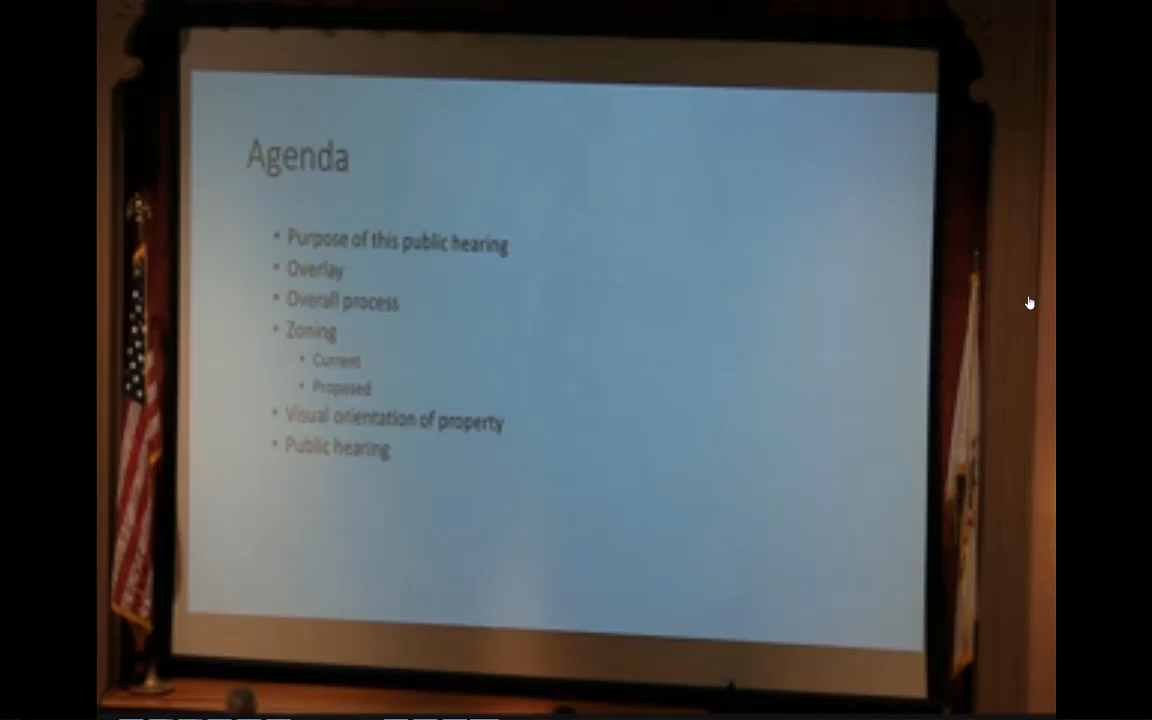 Agenda
• Purpose of this public hearing
• Overlay
• Overall process
• Zoning
• Current
• Proposed
• Visual orientation of property
• Public hearing